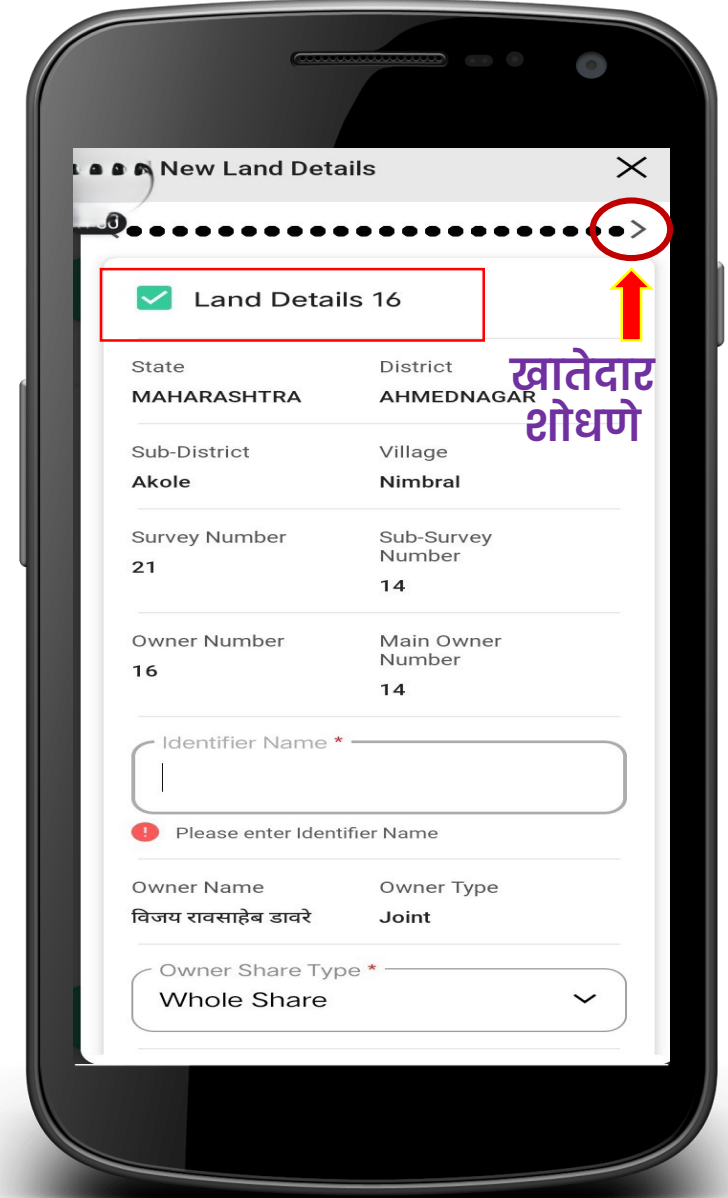 New Land Details
Land Details 16
State
District
MAHARASHTRA
AHMEDNAGAR
खातेदार
शोधणे
Sub-District
Village
Akole
Nimbral
Survey Number
Sub-Survey
Number
21
14
Owner Number
Main Owner
Number
16
14
Identifier Name *
Please enter Identifier Name
Owner Name
Owner Type
विजय रावसाहेब डावरे
Joint
Owner Share Type *
Whole Share